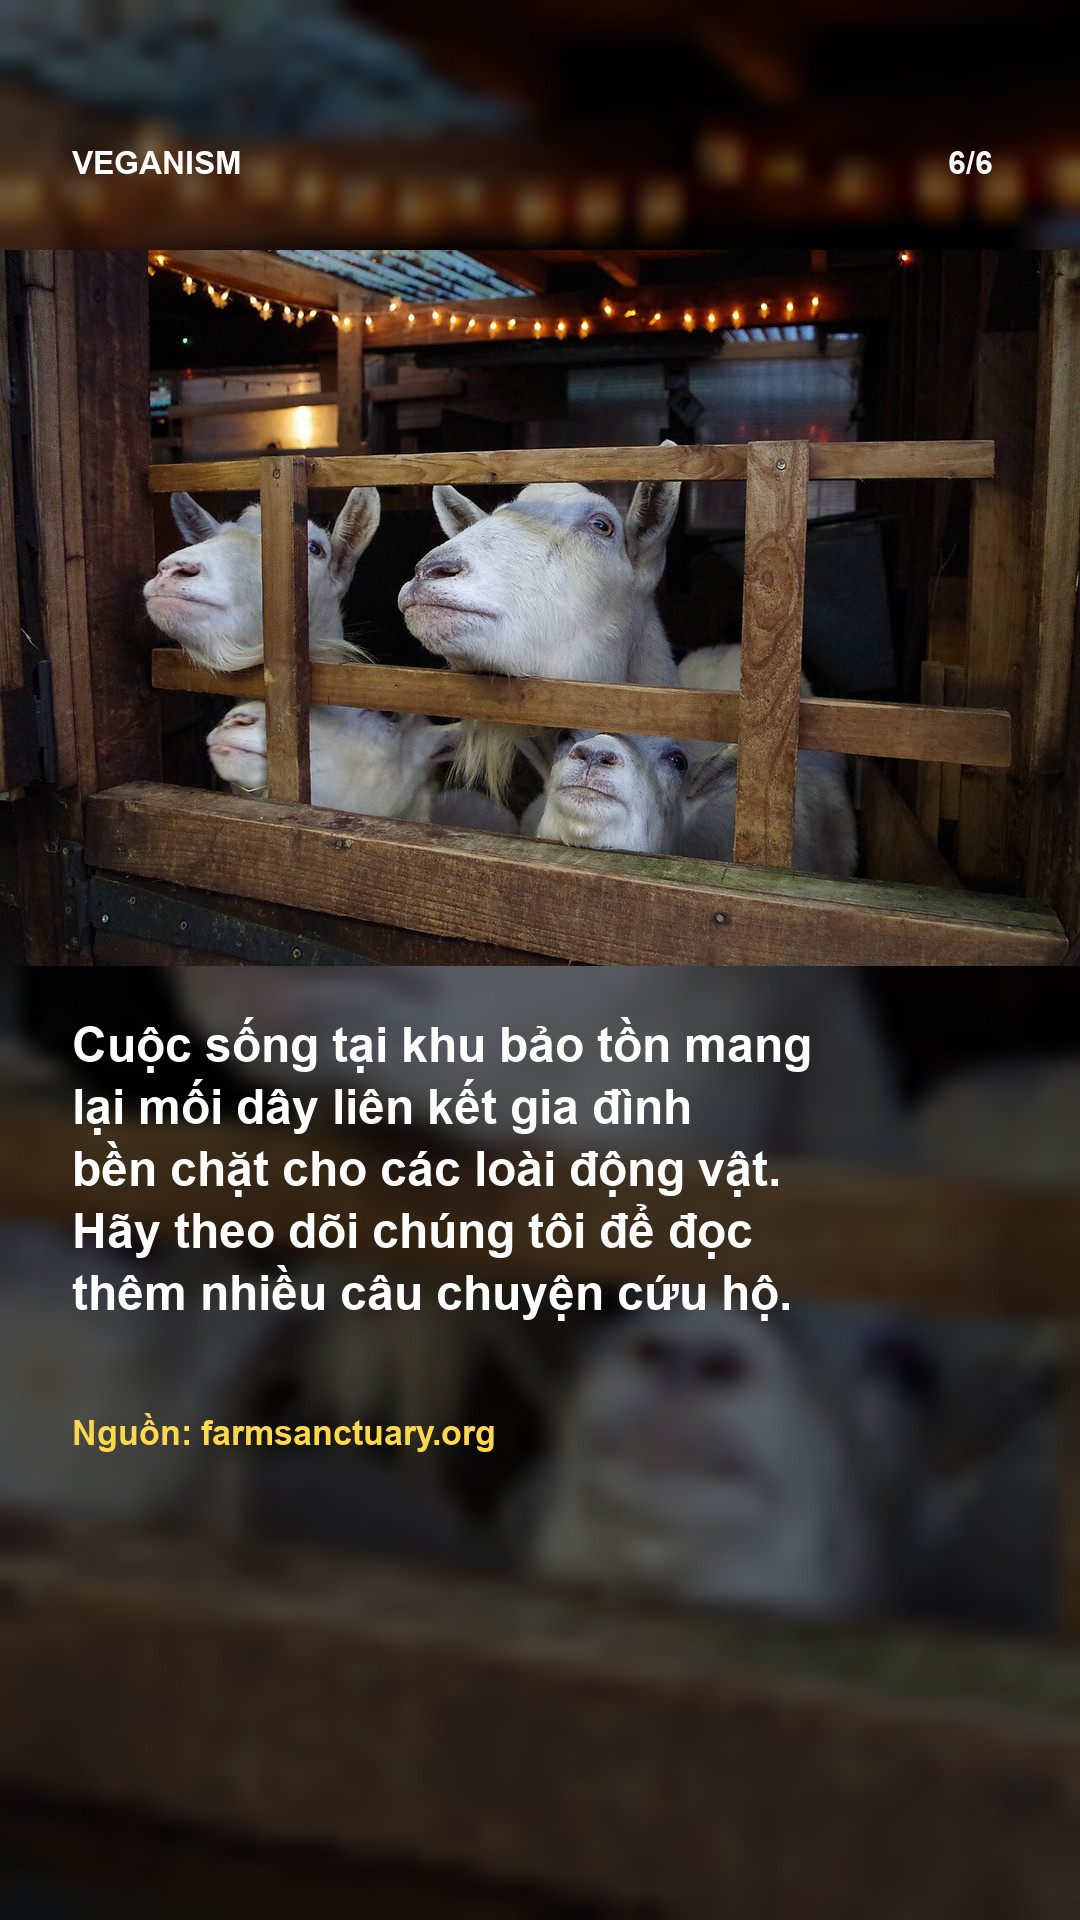 VEGANISM
6/6
Cuộc sống tại khu bảo tồn mang
lại mối dây liên kết gia đình
bền chặt cho các loài động vật.
Hãy theo dõi chúng tôi để đọc
thêm nhiều câu chuyện cứu hộ.
Nguồn: farmsanctuary.org